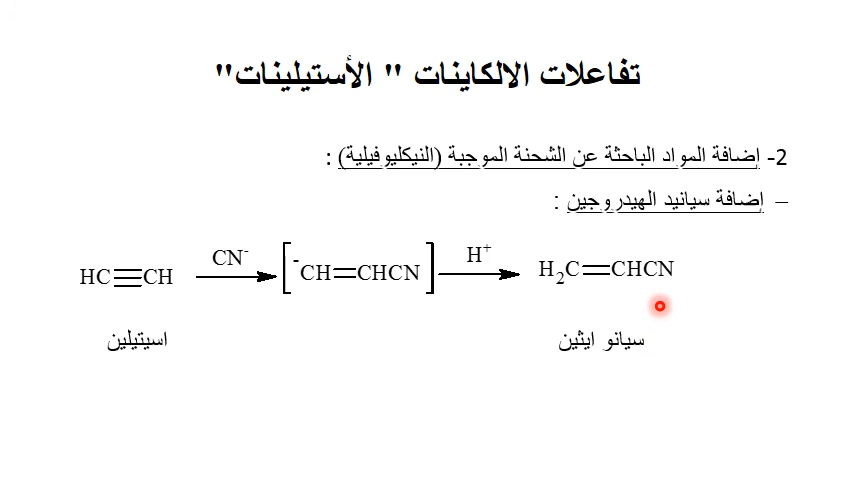 تفاعلات الالكاينات " الأستيلينات"
2- إضافة المواد الباحثة عن الشحنة الموجبة (النيكليوفيلية) :
– إضافة سيانيد الهيدروجين :
HC≡CH CN⁻ [⁻CH=CHCN] H⁺ H₂C=CHCN
اسيتيلين سيانو ايثين